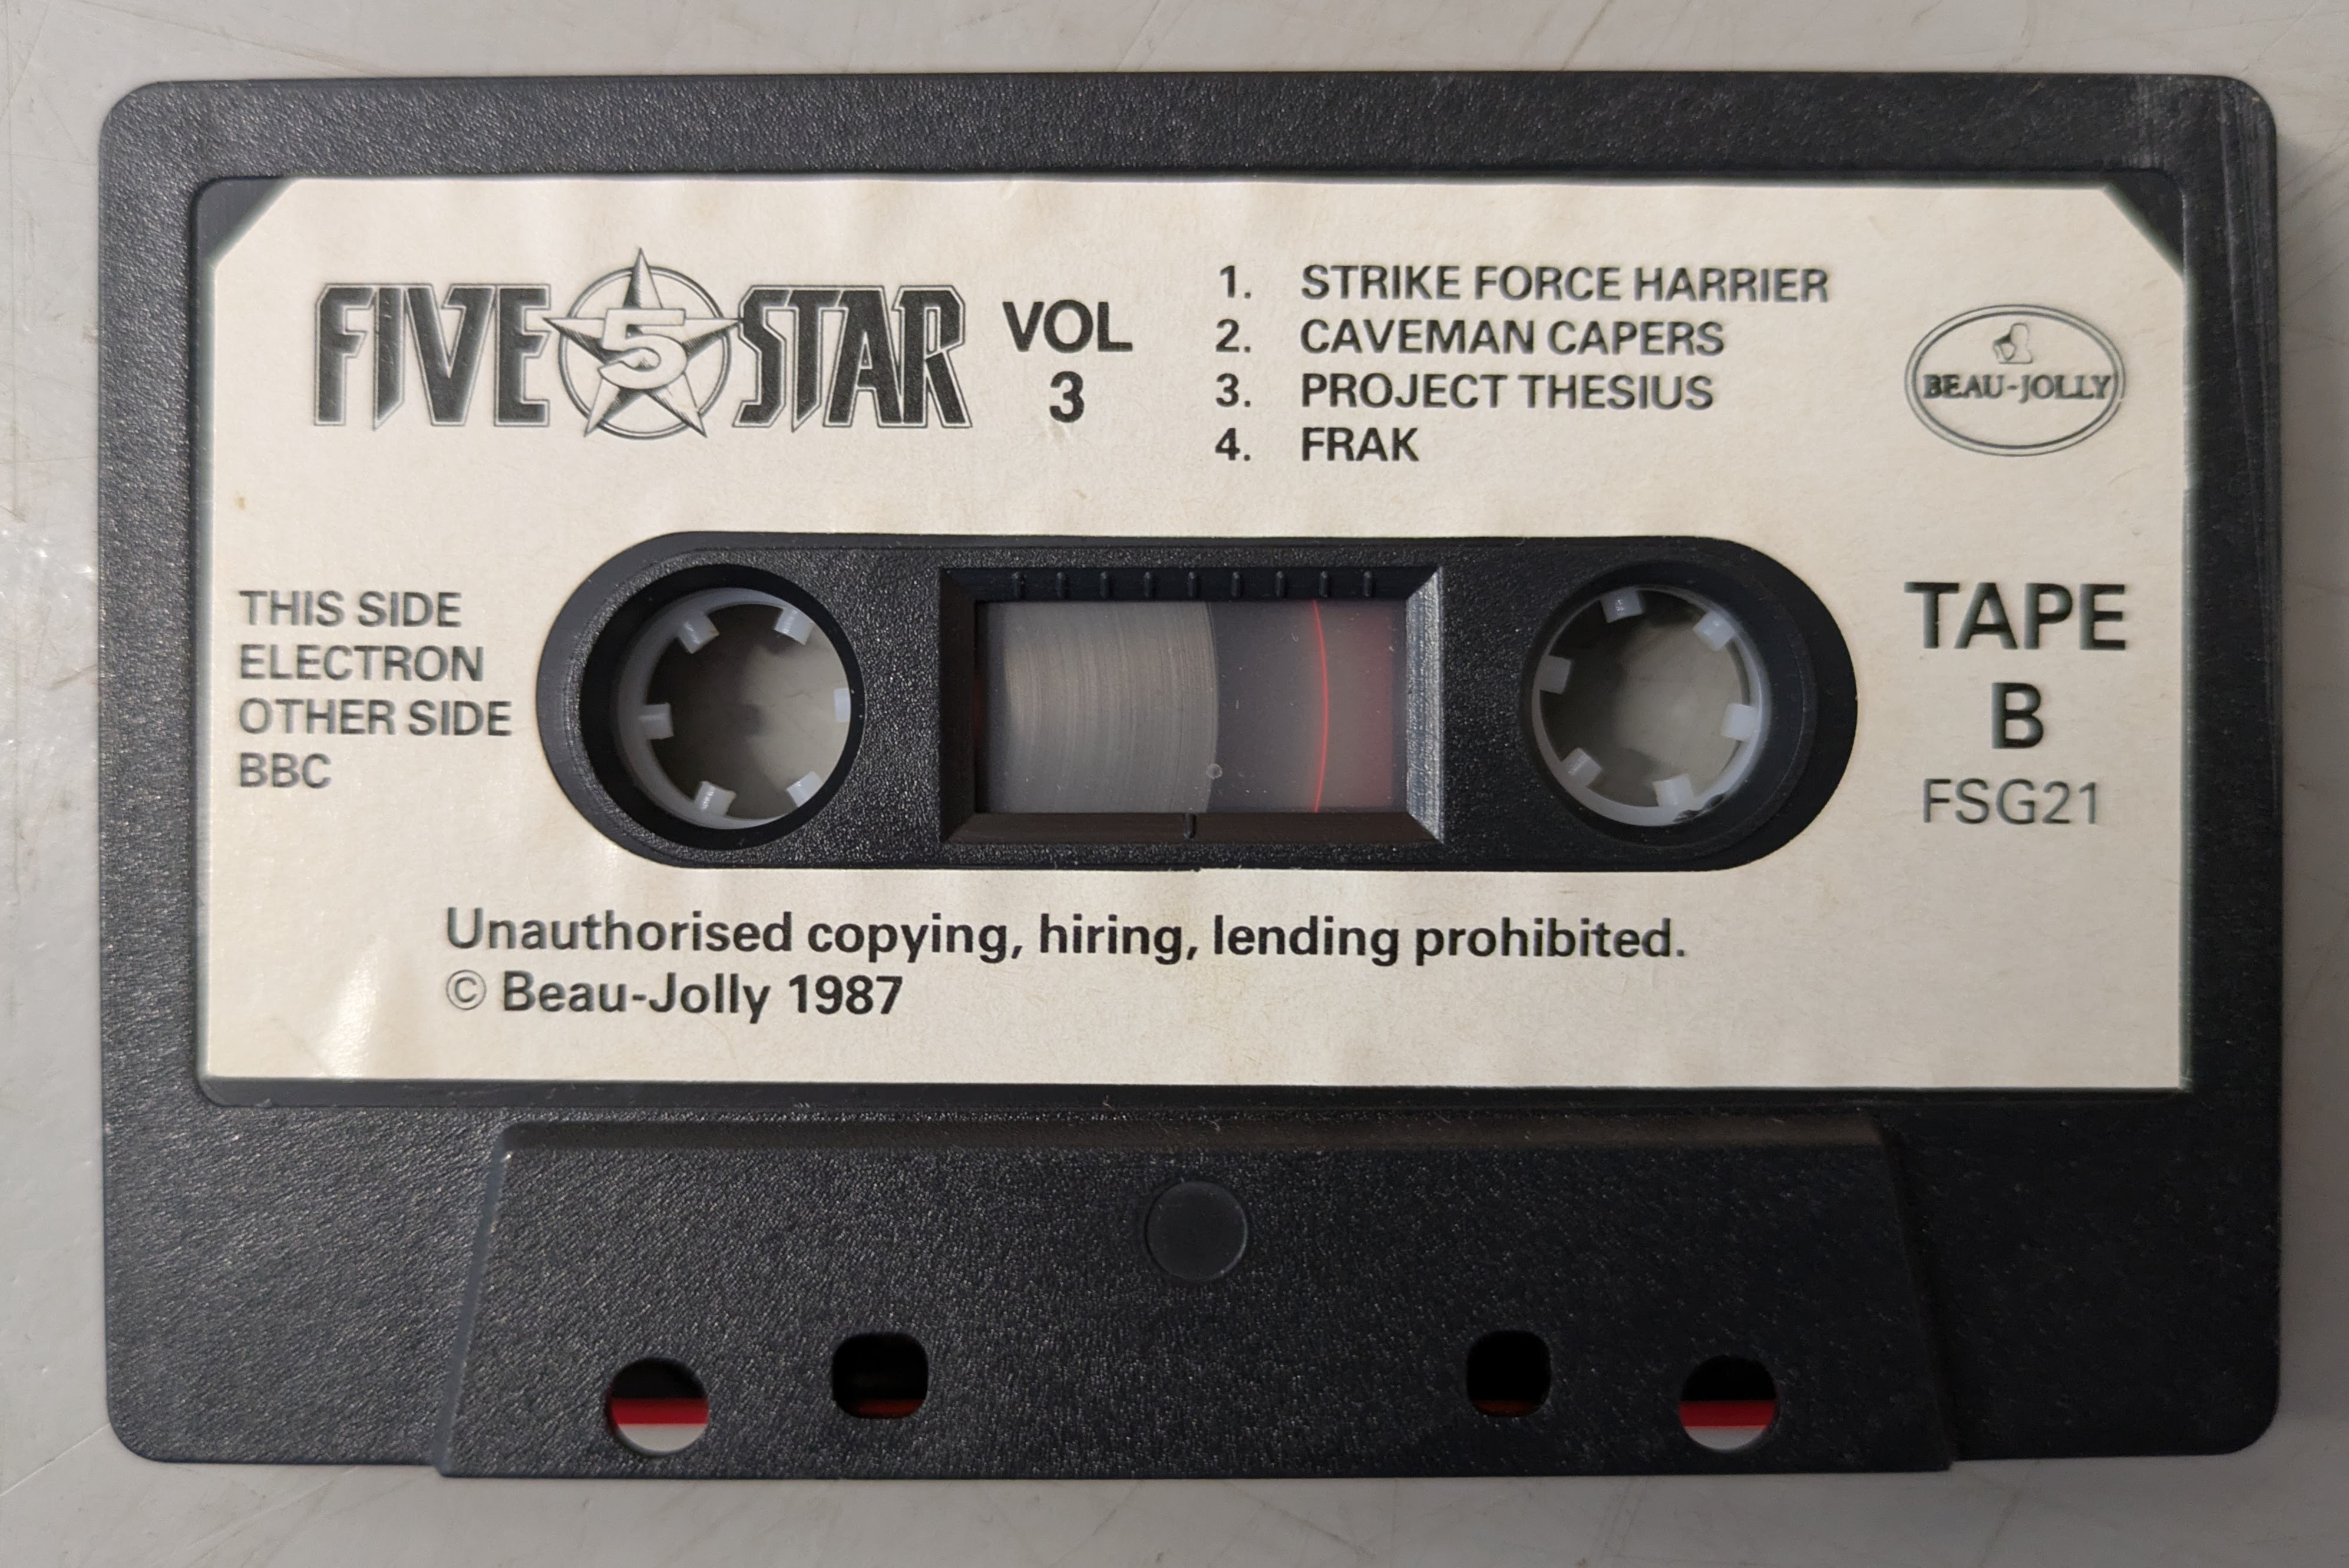 FIVE 5 STAR
VOL
3
1. STRIKE FORCE HARRIER
2. CAVEMAN CAPERS
3. PROJECT THESIUS
4. FRAK
BEAU-JOLLY
THIS SIDE
ELECTRON
OTHER SIDE
BBC
TAPE
B
FSG21
Unauthorised copying, hiring, lending prohibited.
© Beau-Jolly 1987